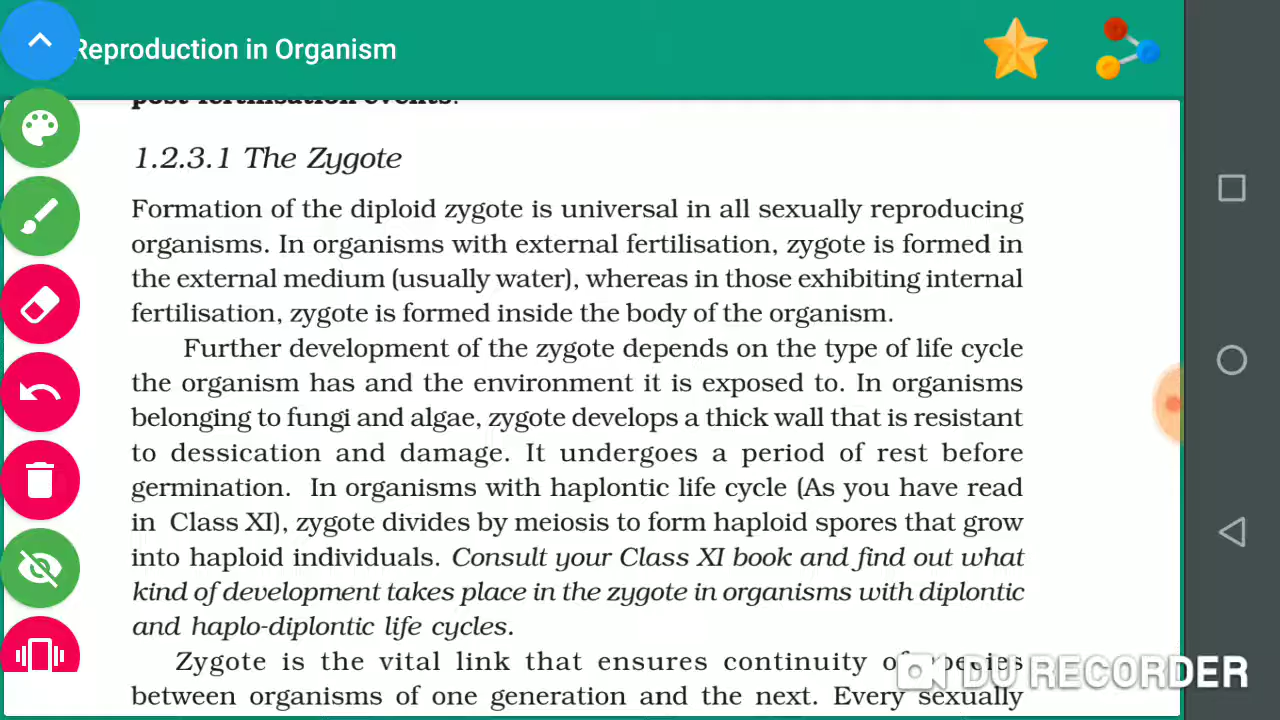 Reproduction in Organism
post-fertilisation events.
1.2.3.1 The Zygote
Formation of the diploid zygote is universal in all sexually reproducing
organisms. In organisms with external fertilisation, zygote is formed in
the external medium (usually water), whereas in those exhibiting internal
fertilisation, zygote is formed inside the body of the organism.
Further development of the zygote depends on the type of life cycle
the organism has and the environment it is exposed to. In organisms
belonging to fungi and algae, zygote develops a thick wall that is resistant
to dessication and damage. It undergoes a period of rest before
germination. In organisms with haplontic life cycle (As you have read
in Class XI), zygote divides by meiosis to form haploid spores that grow
into haploid individuals. Consult your Class XI book and find out what
kind of development takes place in the zygote in organisms with diplontic
and haplo-diplontic life cycles.
Zygote is the vital link that ensures continuity of species
between organisms of one generation and the next. Every sexually
DU RECORDER